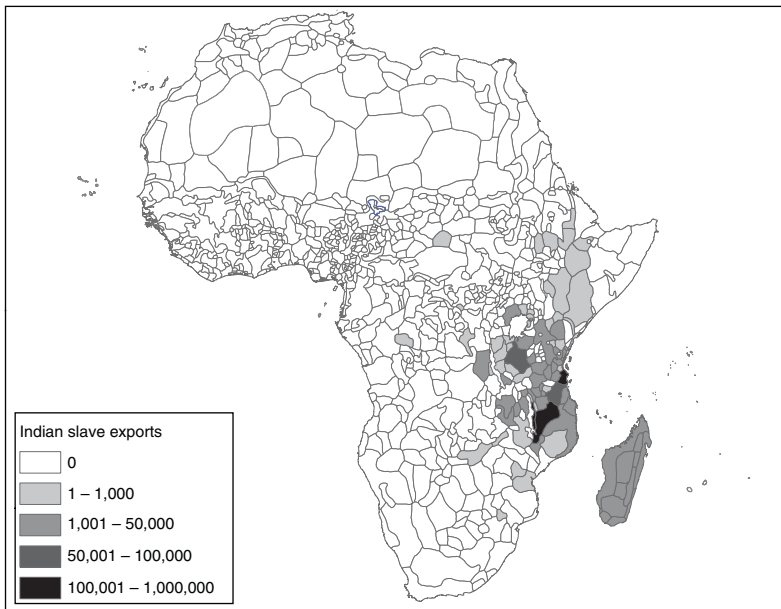 Indian slave exports
0
1 – 1,000
1,001 – 50,000
50,001 – 100,000
100,001 – 1,000,000